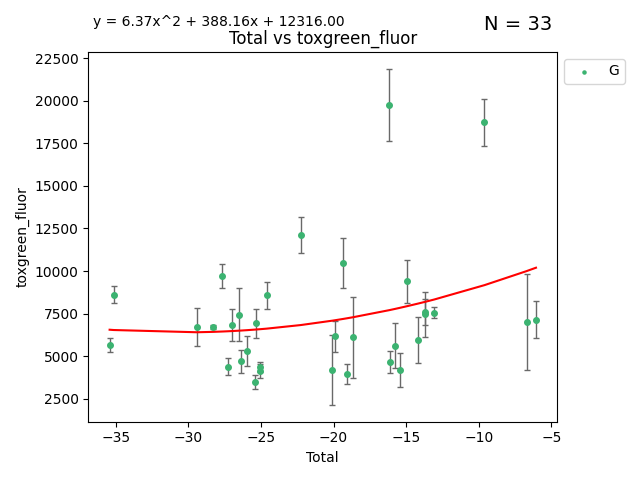 y = 6.37x^2 + 388.16x + 12316.00
N = 33
Total vs toxgreen_fluor
G
22500
20000
17500
15000
12500
10000
7500
5000
2500
toxgreen_fluor
−35 −30 −25 −20 −15 −10 −5
Total